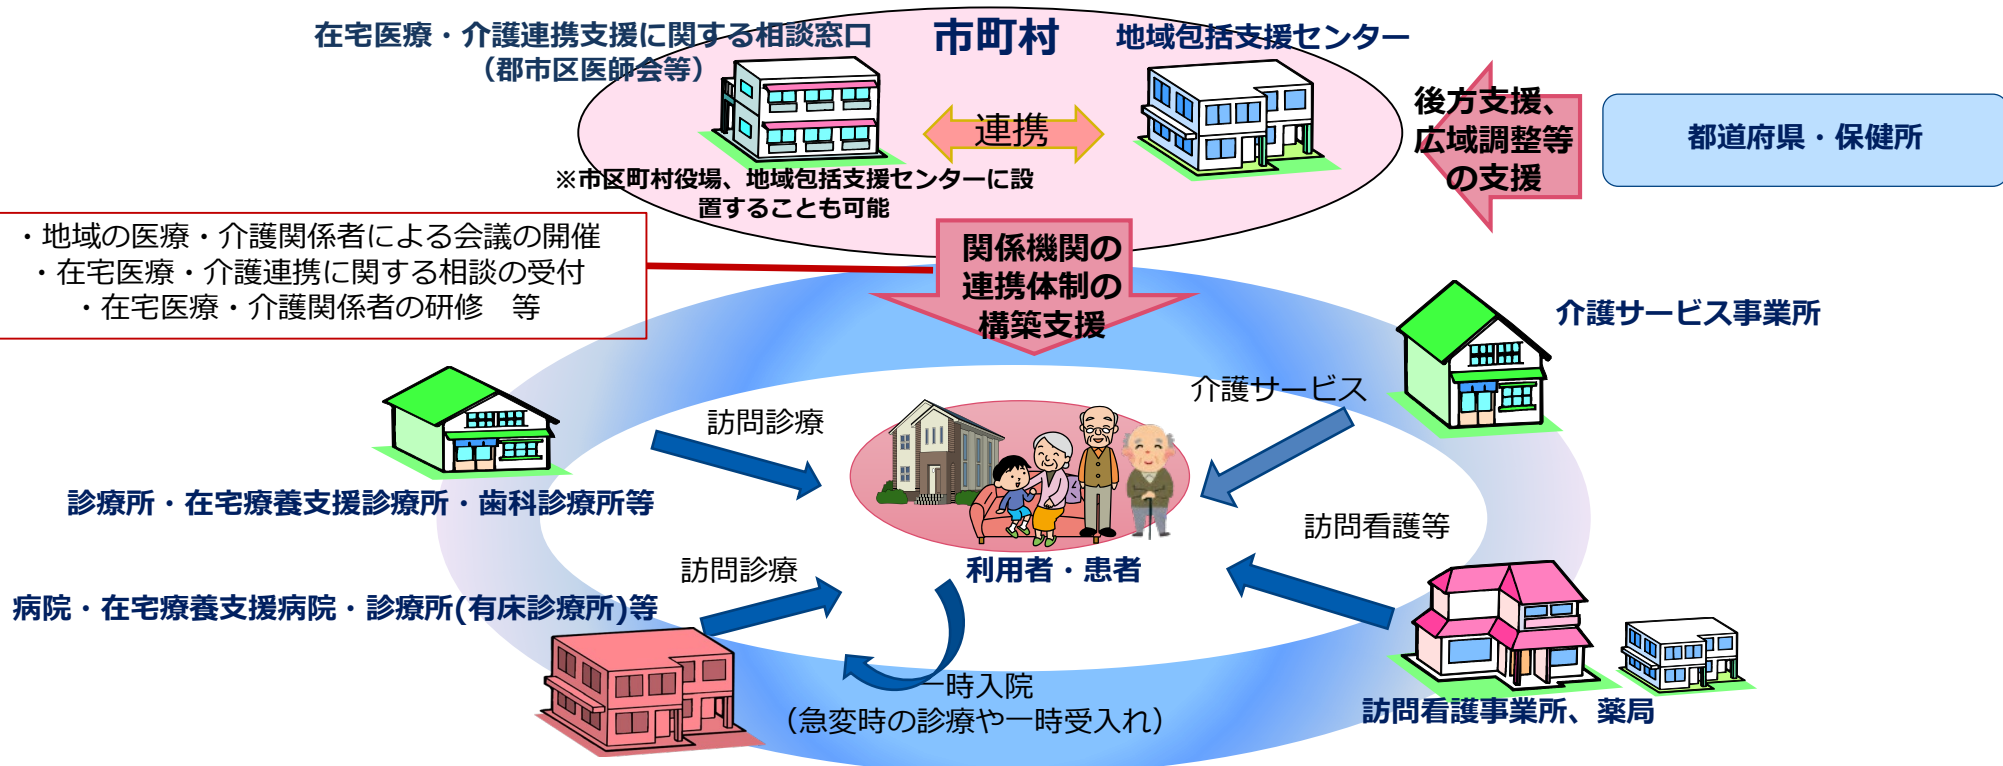 在宅医療・介護連携支援に関する相談窓口
（郡市区医師会等）
市町村
地域包括支援センター
連携
※市区町村役場、地域包括支援センターに設
置することも可能
後方支援、
広域調整等
の支援
都道府県・保健所
・地域の医療・介護関係者による会議の開催
・在宅医療・介護連携に関する相談の受付
・在宅医療・介護関係者の研修　等
関係機関の
連携体制の
構築支援
介護サービス事業所
介護サービス
訪問診療
診療所・在宅療養支援診療所・歯科診療所等
訪問看護等
利用者・患者
訪問診療
病院・在宅療養支援病院・診療所(有床診療所)等
一時入院
（急変時の診療や一時受入れ）
訪問看護事業所、薬局